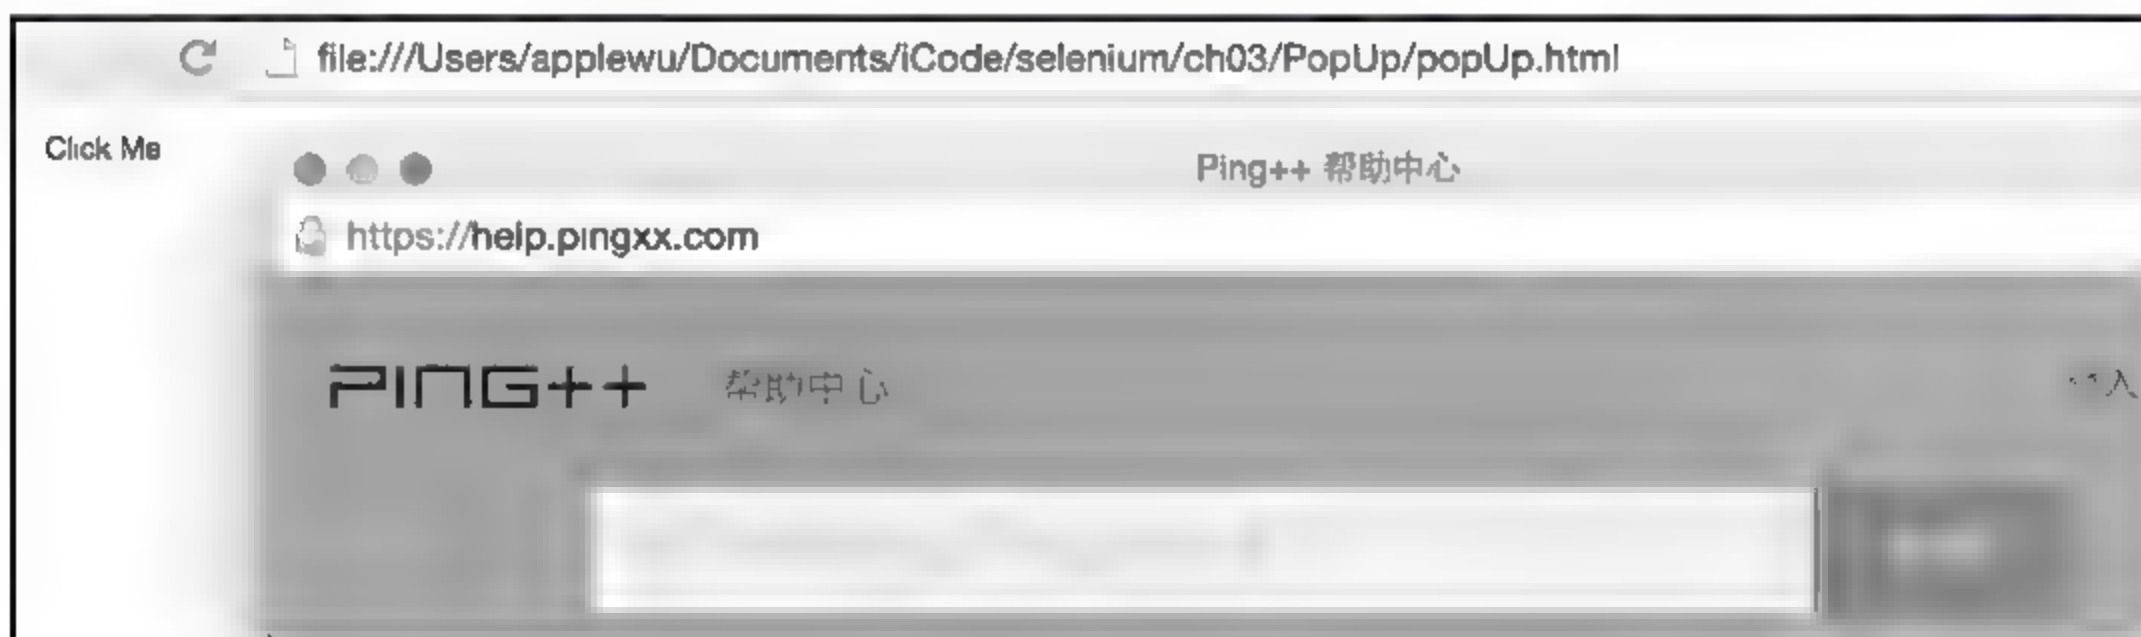 file:///Users/applewu/Documents/iCode/selenium/ch03/PopUp/popUp.html
Click Me
Ping++ 帮助中心
https://help.pingxx.com
PING++ 帮助中心
入